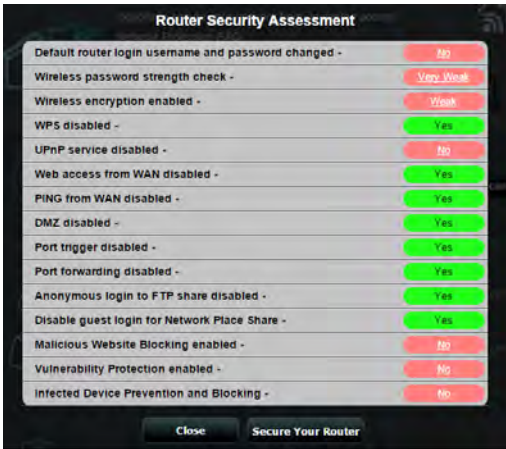 Router Security Assessment
Default router login username and password changed - No
Wireless password strength check - Very Weak
Wireless encryption enabled - Weak
WPS disabled - Yes
UPnP service disabled - No
Web access from WAN disabled - Yes
PING from WAN disabled - Yes
DMZ disabled - Yes
Port trigger disabled - Yes
Port forwarding disabled - Yes
Anonymous login to FTP share disabled - Yes
Disable guest login for Network Place Share - Yes
Malicious Website Blocking enabled - No
Vulnerability Protection enabled - No
Infected Device Prevention and Blocking - No
Close Secure Your Router